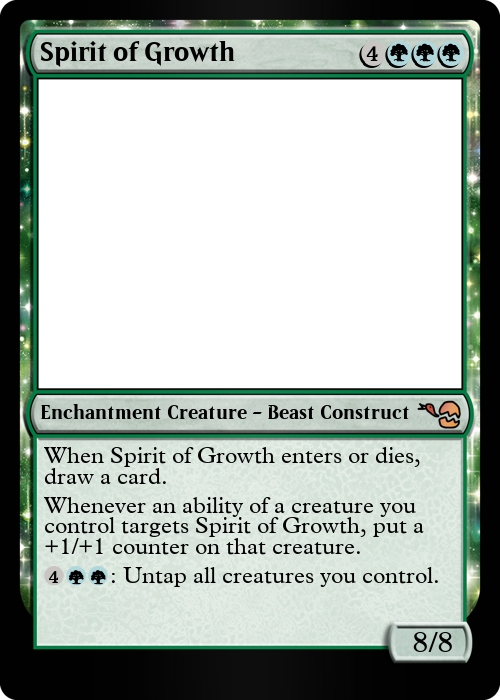 Spirit of Growth 4
Enchantment Creature – Beast Construct
When Spirit of Growth enters or dies,
draw a card.
Whenever an ability of a creature you
control targets Spirit of Growth, put a
+1/+1 counter on that creature.
4 : Untap all creatures you control.
8/8